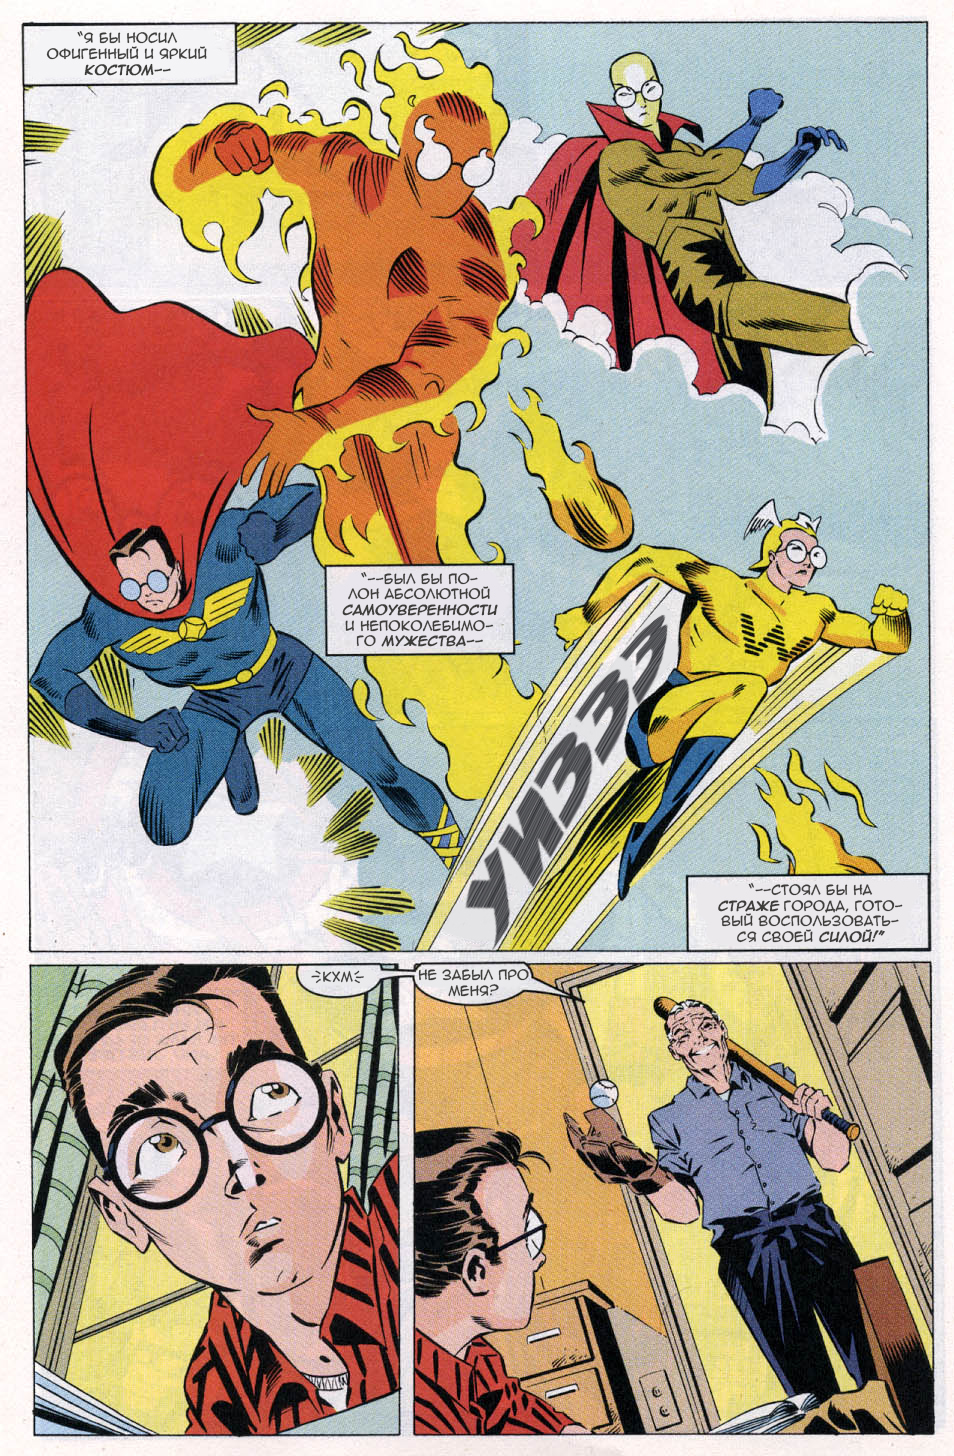 "Я БЫ НОСИЛ
ОФИГЕННЫЙ И ЯРКИЙ
КОСТЮМ--
"--БЫЛ БЫ ПО-
ЛОН АБСОЛЮТНОЙ
САМОУВЕРЕННОСТИ
И НЕПОКОЛЕБИМО-
ГО МУЖЕСТВА--
И
УИЗЗЗ
"--СТОЯЛ БЫ НА
СТРАЖЕ ГОРОДА, ГОТО-
ВЫЙ ВОСПОЛЬЗОВАТЬ-
СЯ СВОЕЙ СИЛОЙ!"
КХМ
НЕ ЗАБЫЛ ПРО
МЕНЯ?